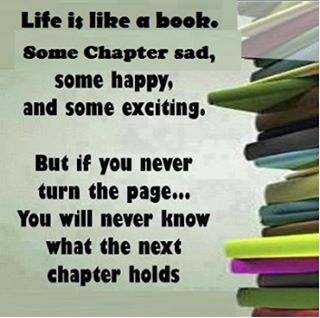 Life is like a book.
Some Chapter sad,
some happy,
and some exciting.
But if you never
turn the page...
You will never know
what the next
chapter holds